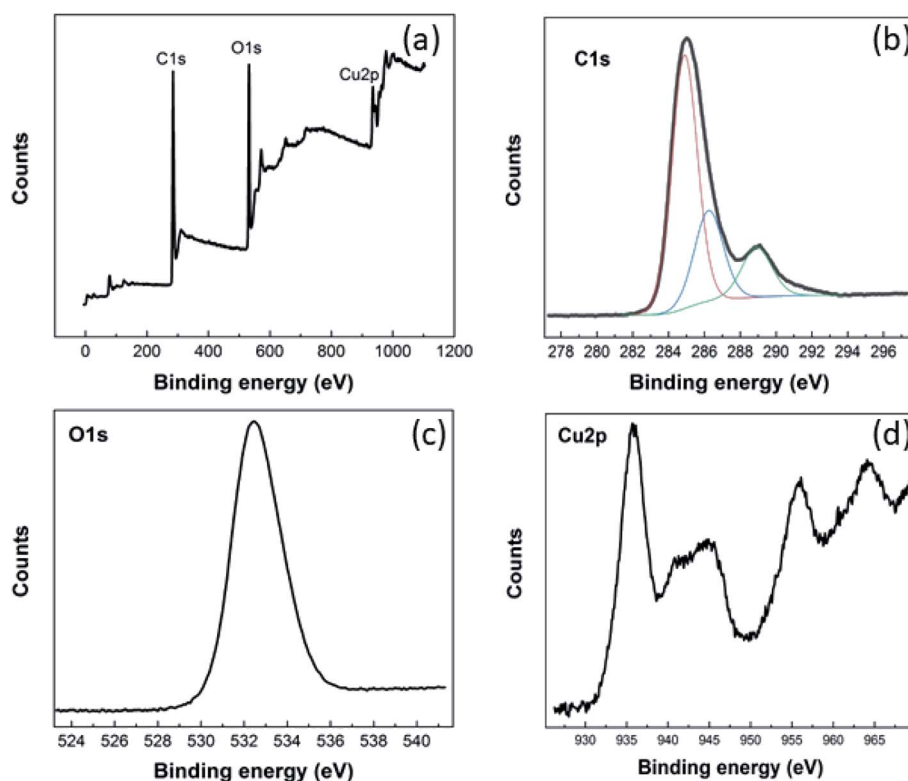 (a)
C1s
O1s
Cu2p
Counts
0 200 400 600 800 1000 1200
Binding energy (eV)
(b)
C1s
Counts
278 280 282 284 286 288 290 292 294 296
Binding energy (eV)
(c)
O1s
Counts
524 526 528 530 532 534 536 538 540
Binding energy (eV)
(d)
Cu2p
Counts
930 935 940 945 950 955 960 965
Binding energy (eV)